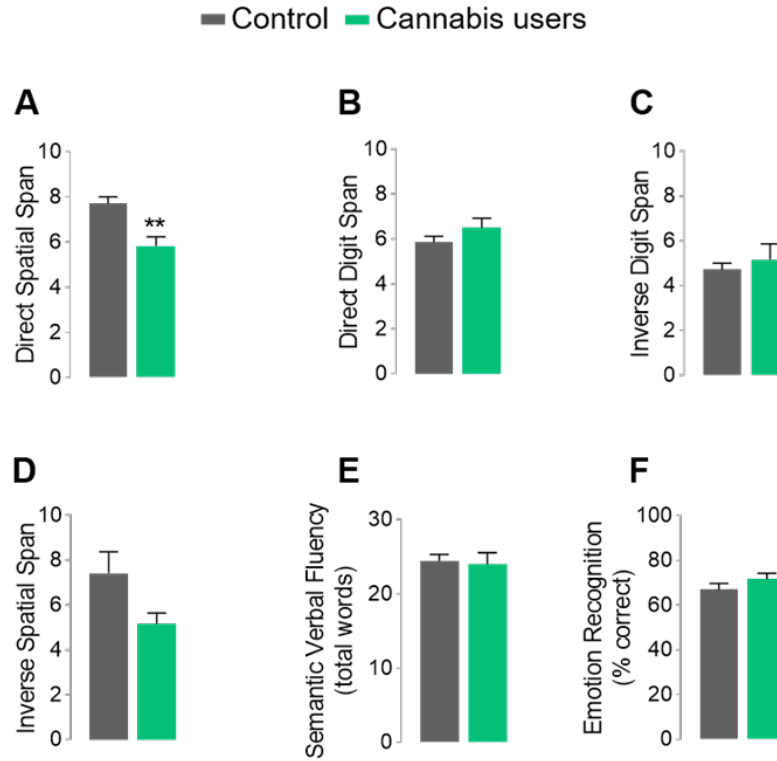 Control Cannabis users
A
B
C
Direct Spatial Span
10
8
6
4
2
0
**
Direct Digit Span
10
8
6
4
2
0
Inverse Digit Span
10
8
6
4
2
0
D
E
F
Inverse Spatial Span
10
8
6
4
2
0
Semantic Verbal Fluency
(total words)
30
20
10
0
Emotion Recognition
(% correct)
100
80
60
40
20
0